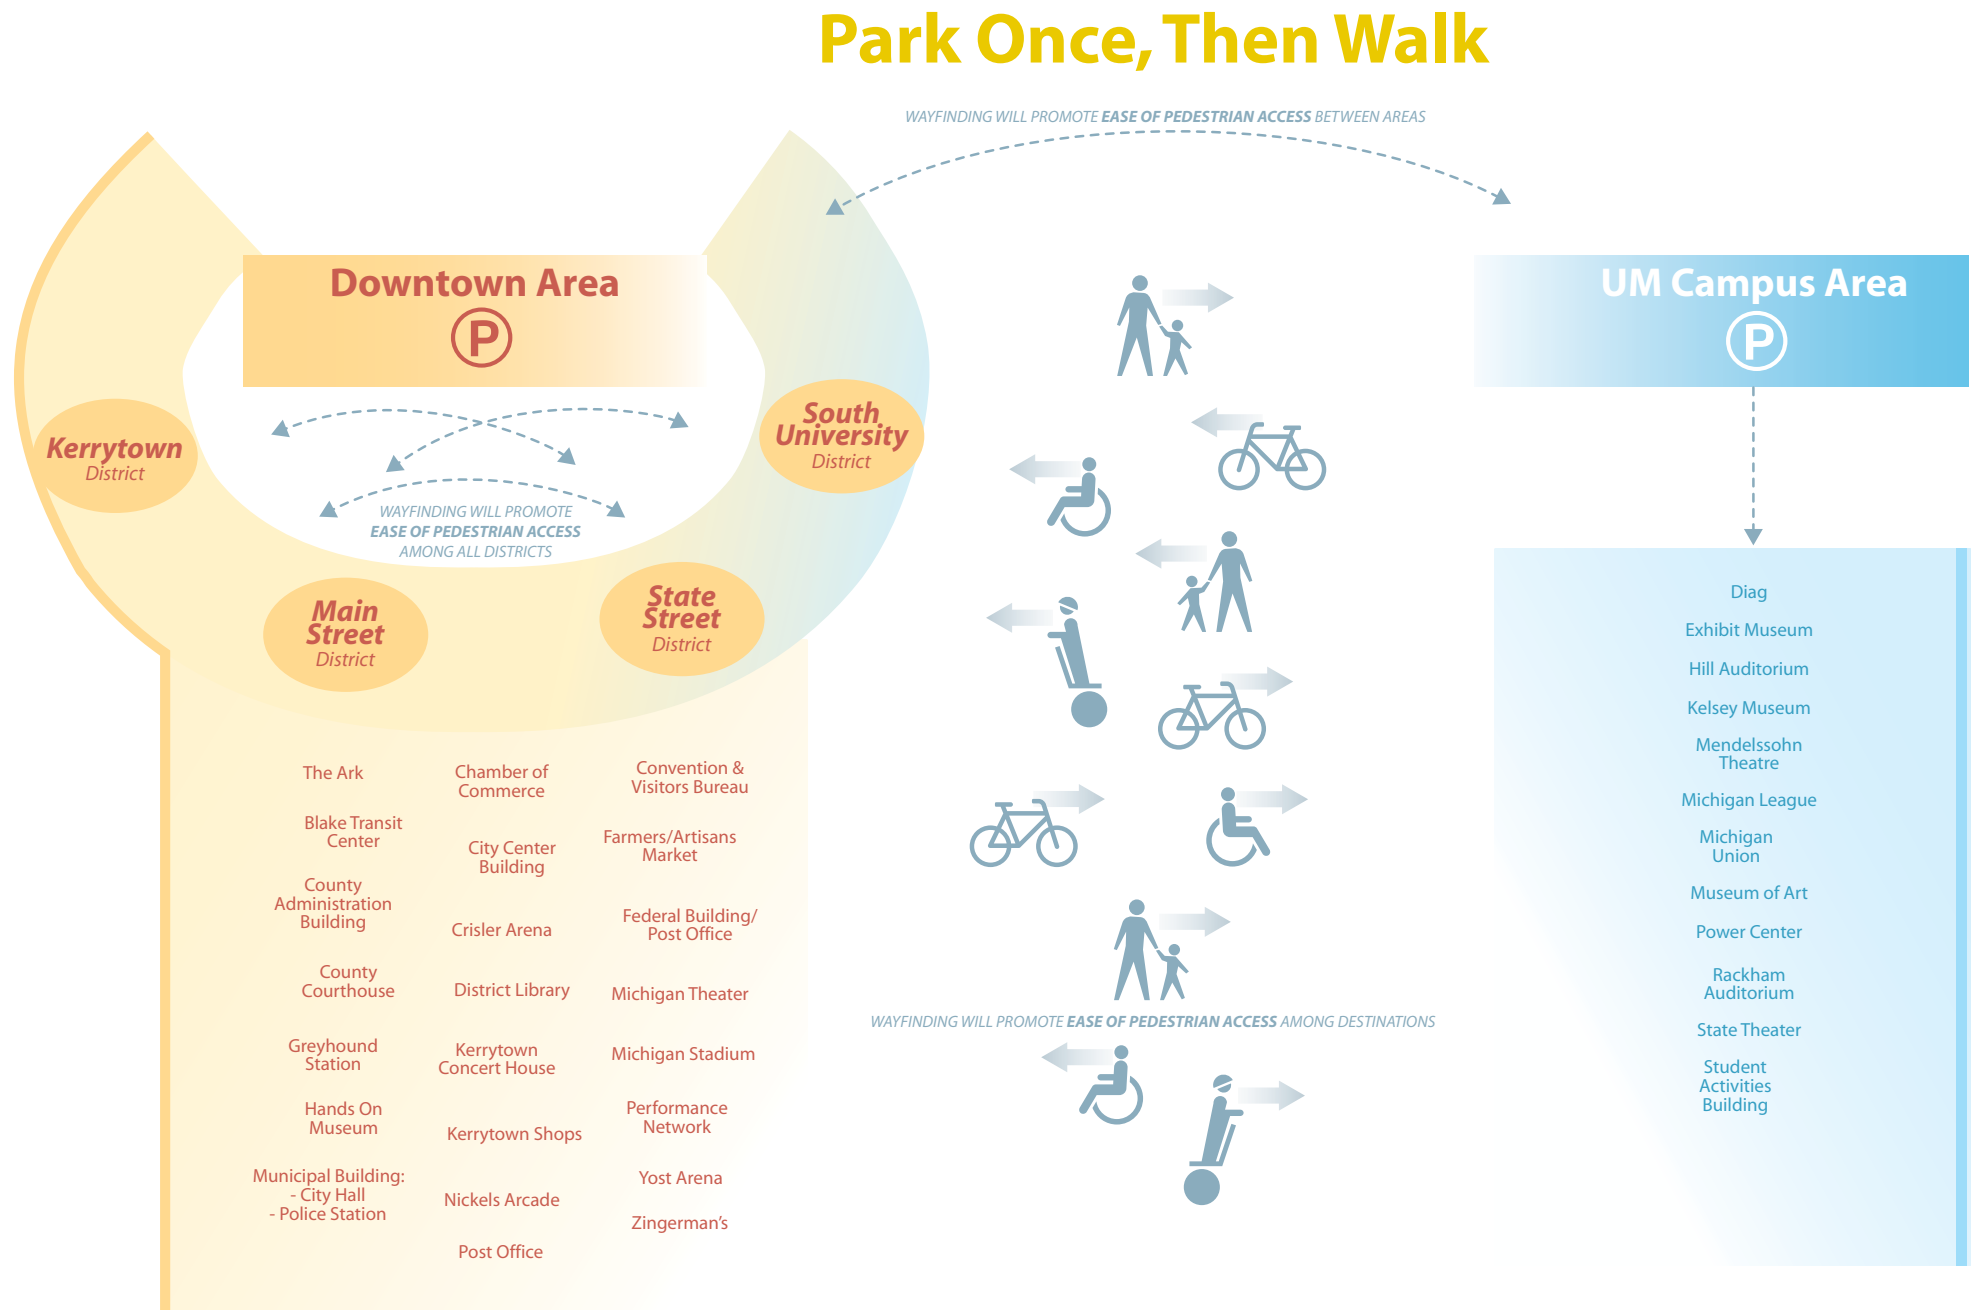 Park Once, Then Walk
WAYFINDING WILL PROMOTE EASE OF PEDESTRIAN ACCESS BETWEEN AREAS
Downtown Area
P
UM Campus Area
P
Kerrytown
District
South
University
District
WAYFINDING WILL PROMOTE
EASE OF PEDESTRIAN ACCESS
AMONG ALL DISTRICTS
Main
Street
District
State
Street
District
The Ark
Blake Transit
Center
County
Administration
Building
County
Courthouse
Greyhound
Station
Hands On
Museum
Municipal Building:
- City Hall
- Police Station
Chamber of
Commerce
City Center
Building
Crisler Arena
District Library
Kerrytown
Concert House
Kerrytown Shops
Nickels Arcade
Post Office
Convention &
Visitors Bureau
Farmers/Artisans
Market
Federal Building/
Post Office
Michigan Theater
Michigan Stadium
Performance
Network
Yost Arena
Zingerman’s
WAYFINDING WILL PROMOTE EASE OF PEDESTRIAN ACCESS AMONG DESTINATIONS
Diag
Exhibit Museum
Hill Auditorium
Kelsey Museum
Mendelssohn
Theatre
Michigan League
Michigan
Union
Museum of Art
Power Center
Rackham
Auditorium
State Theater
Student
Activities
Building